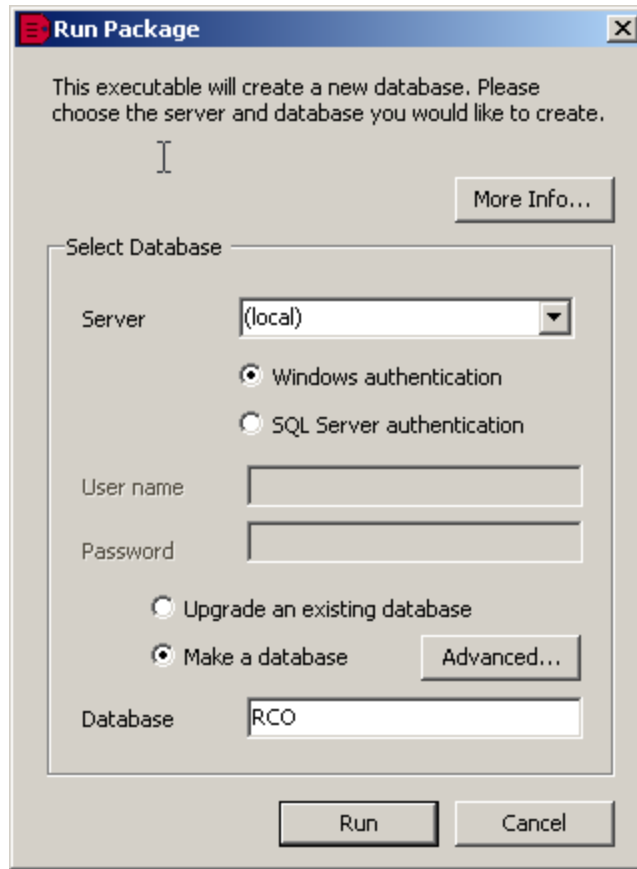 Run Package
This executable will create a new database. Please
choose the server and database you would like to create.
More Info...
Select Database
Server
(local)
Windows authentication
SQL Server authentication
User name
Password
Upgrade an existing database
Make a database
Advanced...
Database
RCO
Run
Cancel